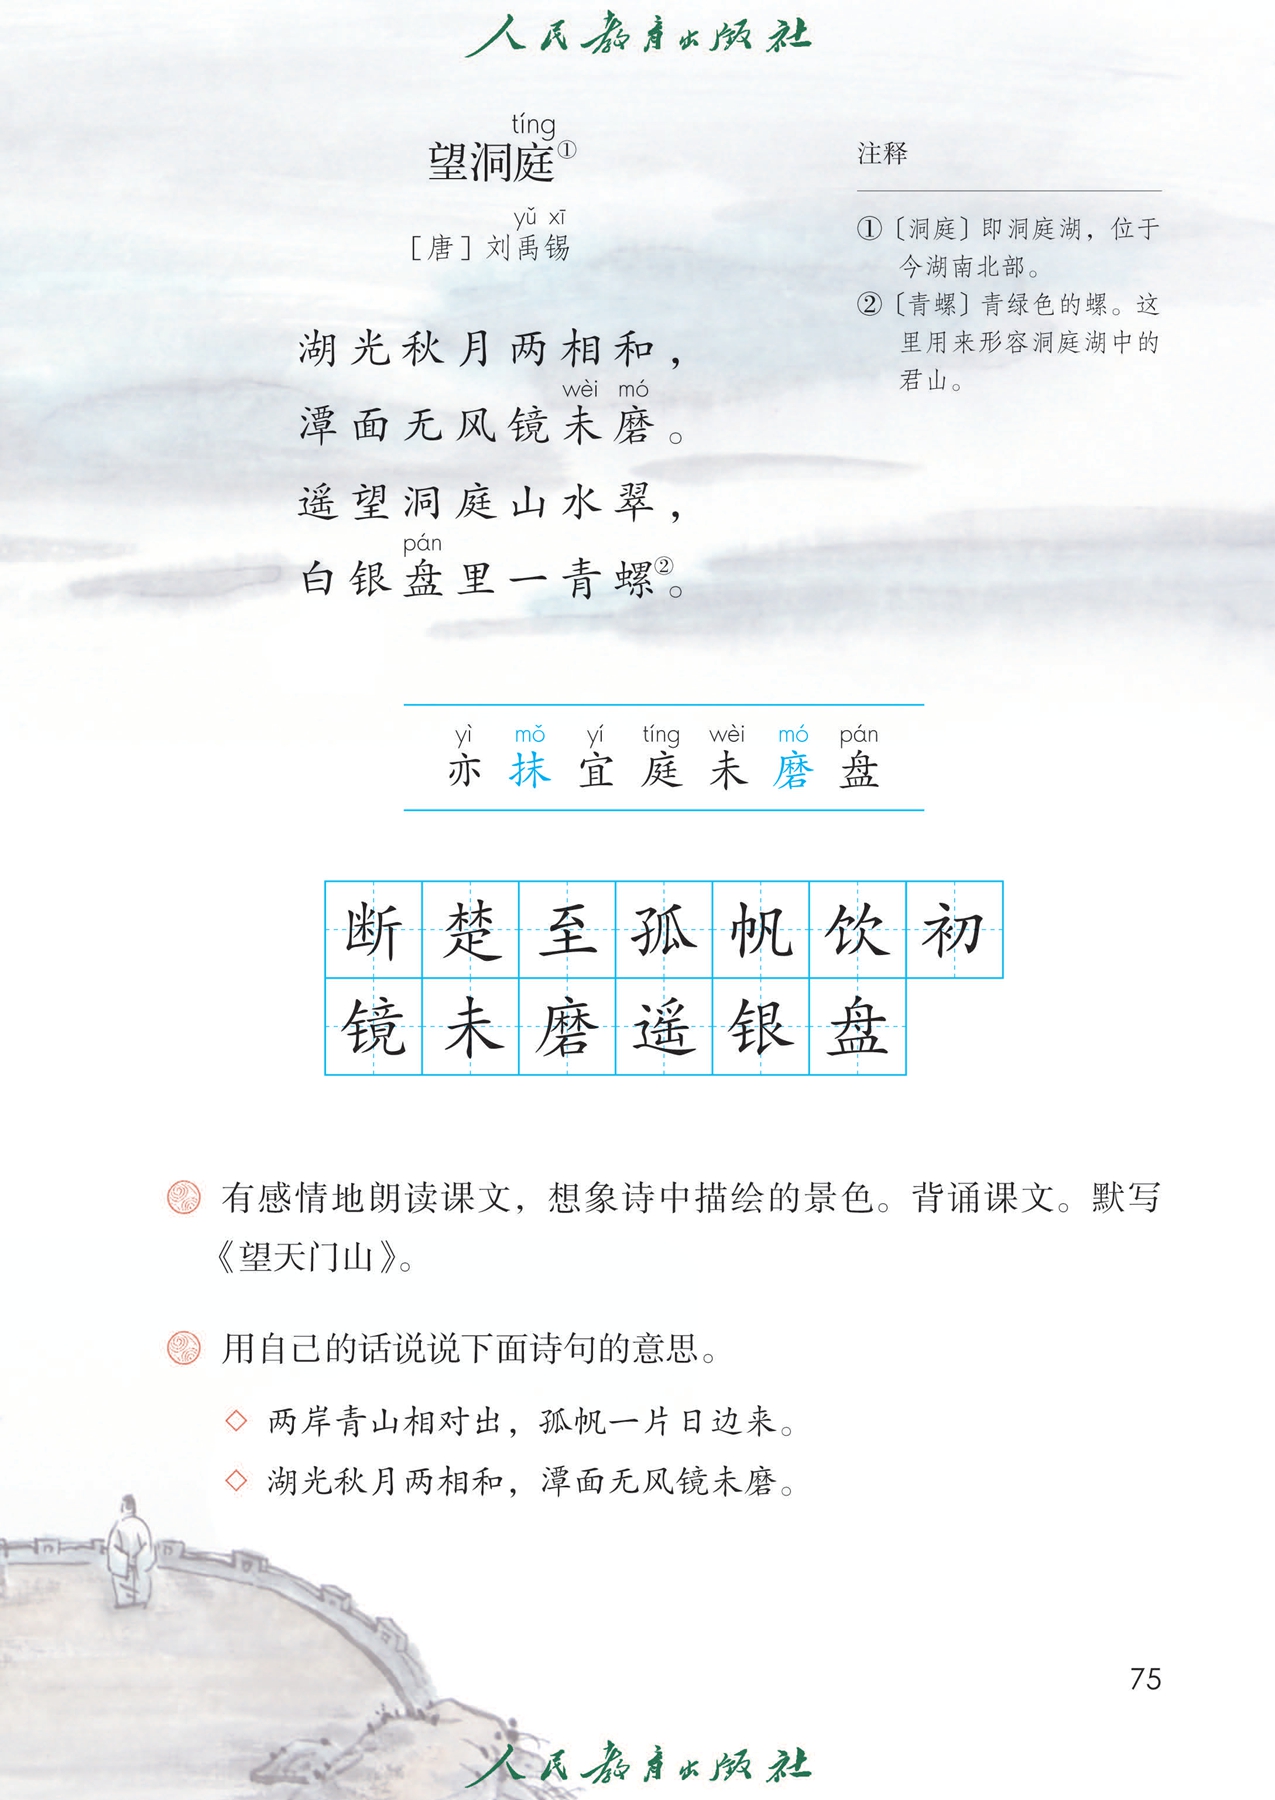 人民教育出版社
tíng
望洞庭①
yǔ xī
［唐］刘禹锡
湖光秋月两相和，
wèi mó
潭面无风镜未磨。
遥望洞庭山水翠，
pán
白银盘里一青螺②。
注释
①〔洞庭〕即洞庭湖，位于
今湖南北部。
②〔青螺〕青绿色的螺。这
里用来形容洞庭湖中的
君山。
yì mǒ yí tíng wèi mó pán
亦 抹 宜 庭 未 磨 盘
断 楚 至 孤 帆 饮 初
镜 未 磨 遥 银 盘
有感情地朗读课文，想象诗中描绘的景色。背诵课文。默写
《望天门山》。
用自己的话说说下面诗句的意思。
◇ 两岸青山相对出，孤帆一片日边来。
◇ 湖光秋月两相和，潭面无风镜未磨。
75
人民教育出版社